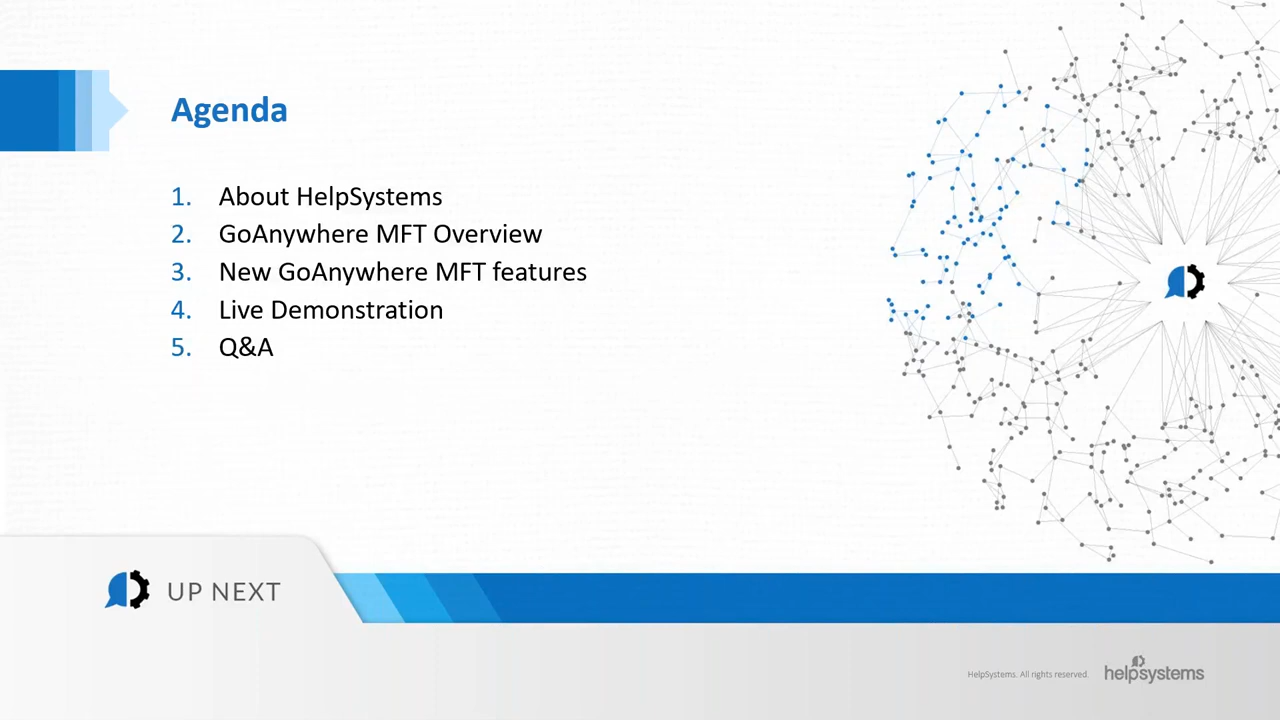 Agenda
1. About HelpSystems
2. GoAnywhere MFT Overview
3. New GoAnywhere MFT features
4. Live Demonstration
5. Q&A
UP NEXT
HelpSystems. All rights reserved.
helpsystems